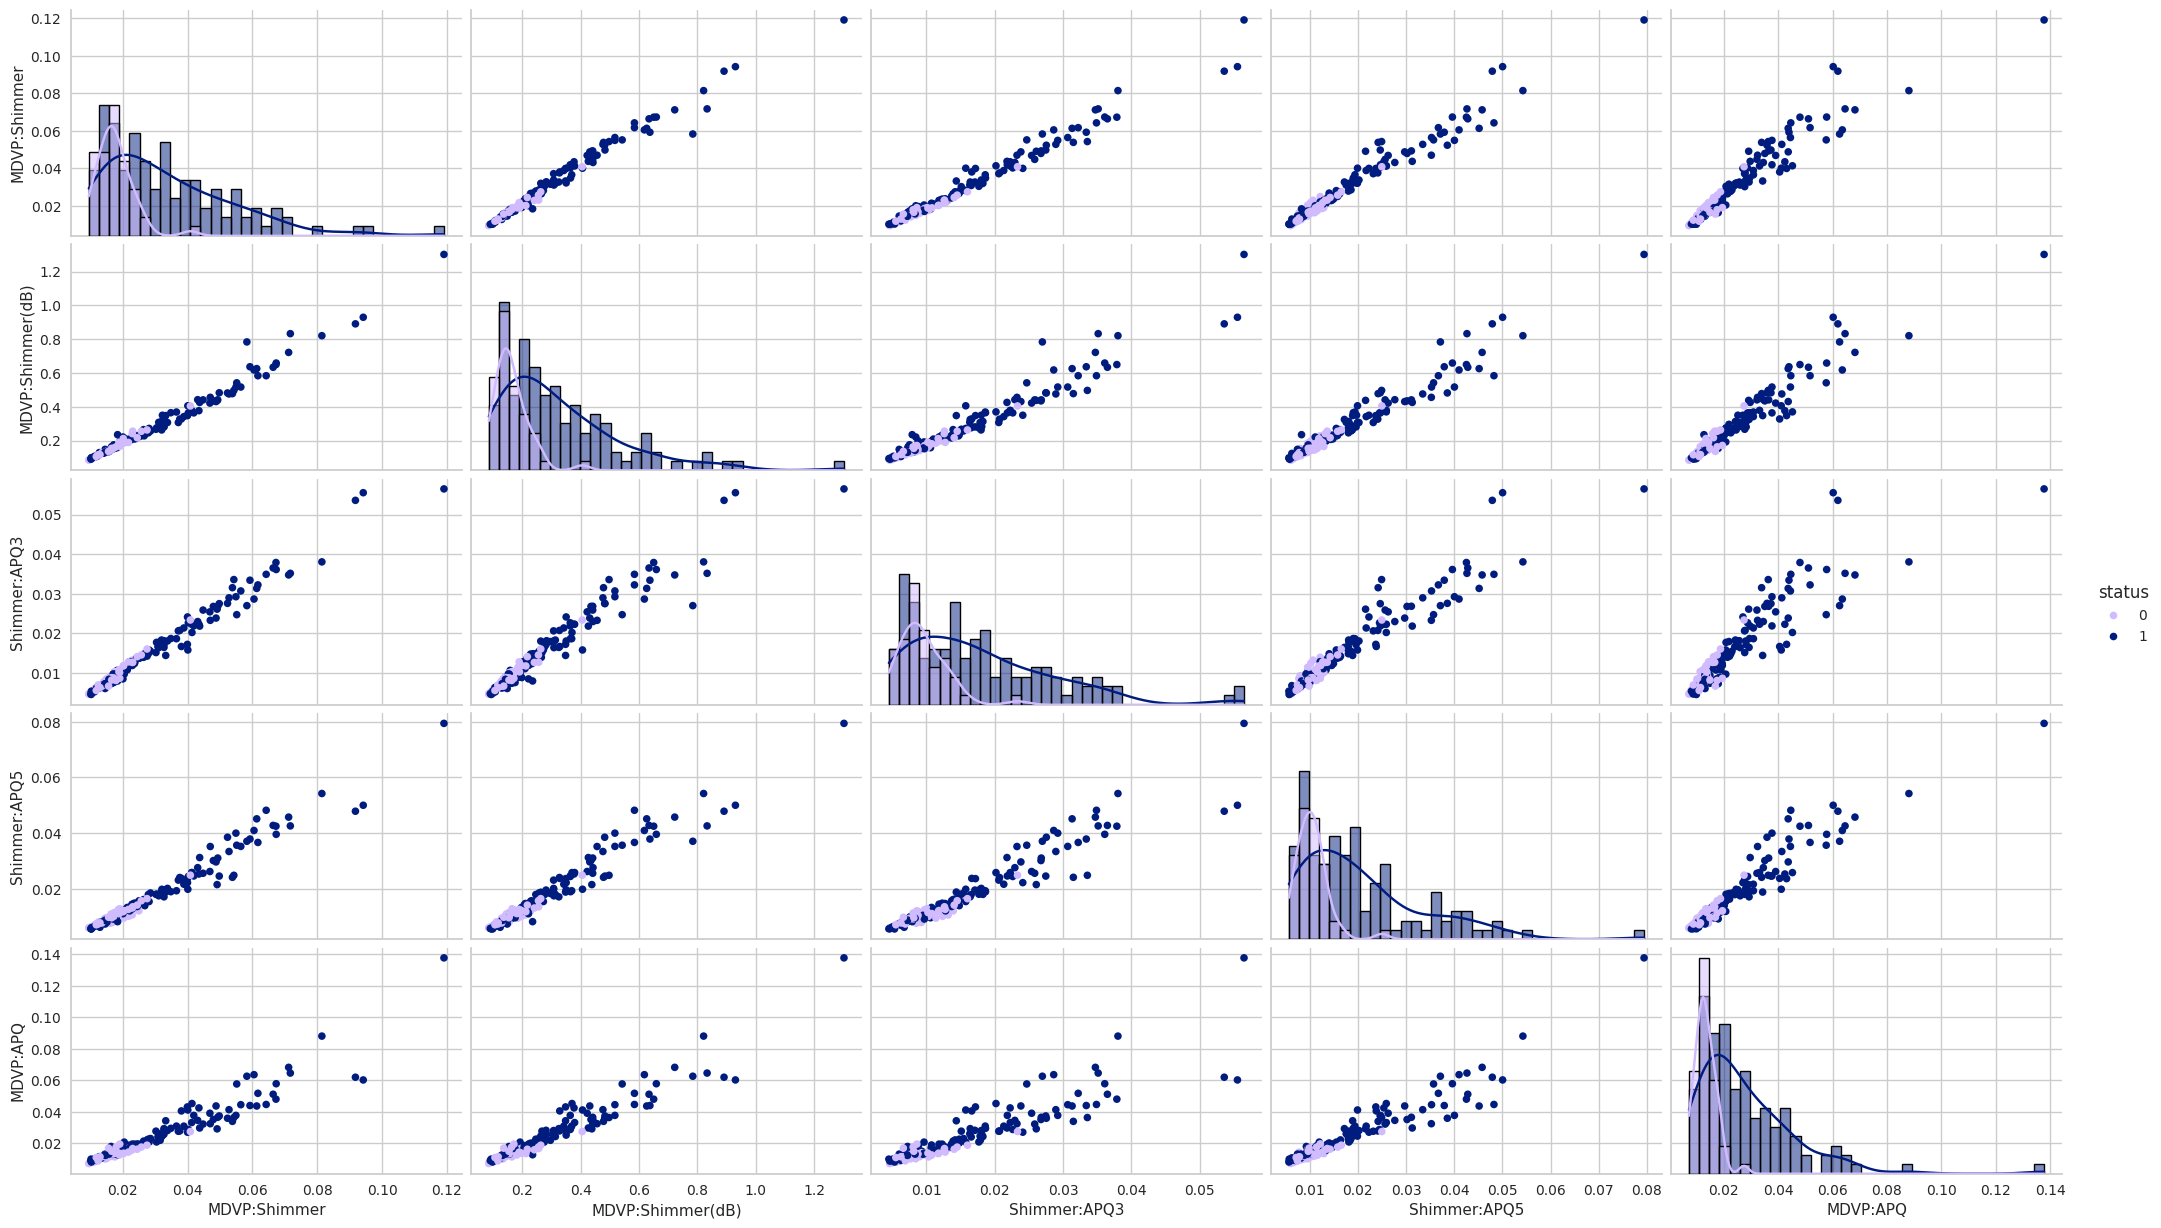 0.12
0.10
0.08
0.06
0.04
0.02
MDVP:Shimmer
1.2
1.0
0.8
0.6
0.4
0.2
MDVP:Shimmer(dB)
0.05
0.04
0.03
0.02
0.01
Shimmer:APQ3
status
0
1
0.08
0.06
0.04
0.02
Shimmer:APQ5
0.14
0.12
0.10
0.08
0.06
0.04
0.02
MDVP:APQ
0.02 0.04 0.06 0.08 0.10 0.12
0.2 0.4 0.6 0.8 1.0 1.2
0.01 0.02 0.03 0.04 0.05
0.01 0.02 0.03 0.04 0.05 0.06 0.07 0.08
0.02 0.04 0.06 0.08 0.10 0.12 0.14
MDVP:Shimmer
MDVP:Shimmer(dB)
Shimmer:APQ3
Shimmer:APQ5
MDVP:APQ